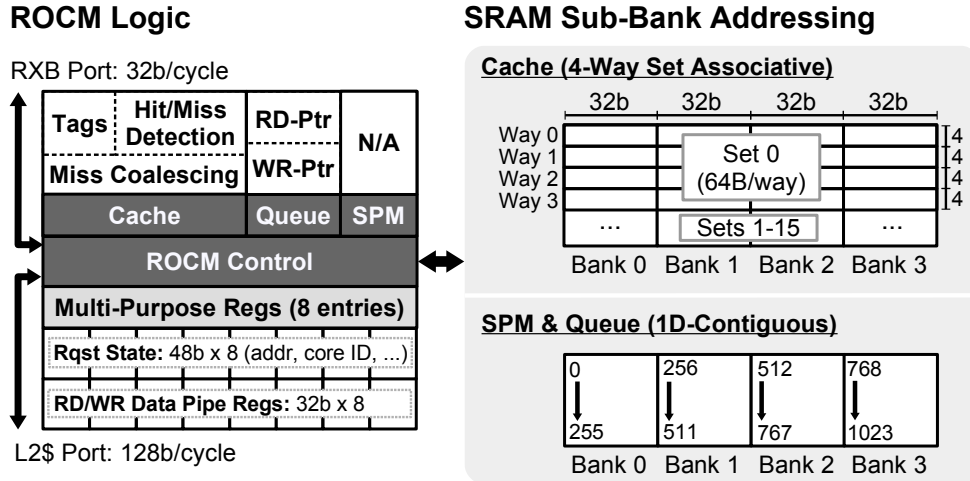 ROCM Logic
RXB Port: 32b/cycle
Tags
Hit/Miss
Detection
Miss Coalescing
RD-Ptr
WR-Ptr
N/A
Cache
Queue
SPM
ROCM Control
Multi-Purpose Regs (8 entries)
Rqst State: 48b x 8 (addr, core ID, ...)
RD/WR Data Pipe Regs: 32b x 8
L2$ Port: 128b/cycle
SRAM Sub-Bank Addressing
Cache (4-Way Set Associative)
32b 32b 32b 32b
Way 0
Way 1
Way 2
Way 3
Set 0
(64B/way)
4
4
4
4
... Sets 1-15 ...
Bank 0 Bank 1 Bank 2 Bank 3
SPM & Queue (1D-Contiguous)
0 256 512 768
255 511 767 1023
Bank 0 Bank 1 Bank 2 Bank 3